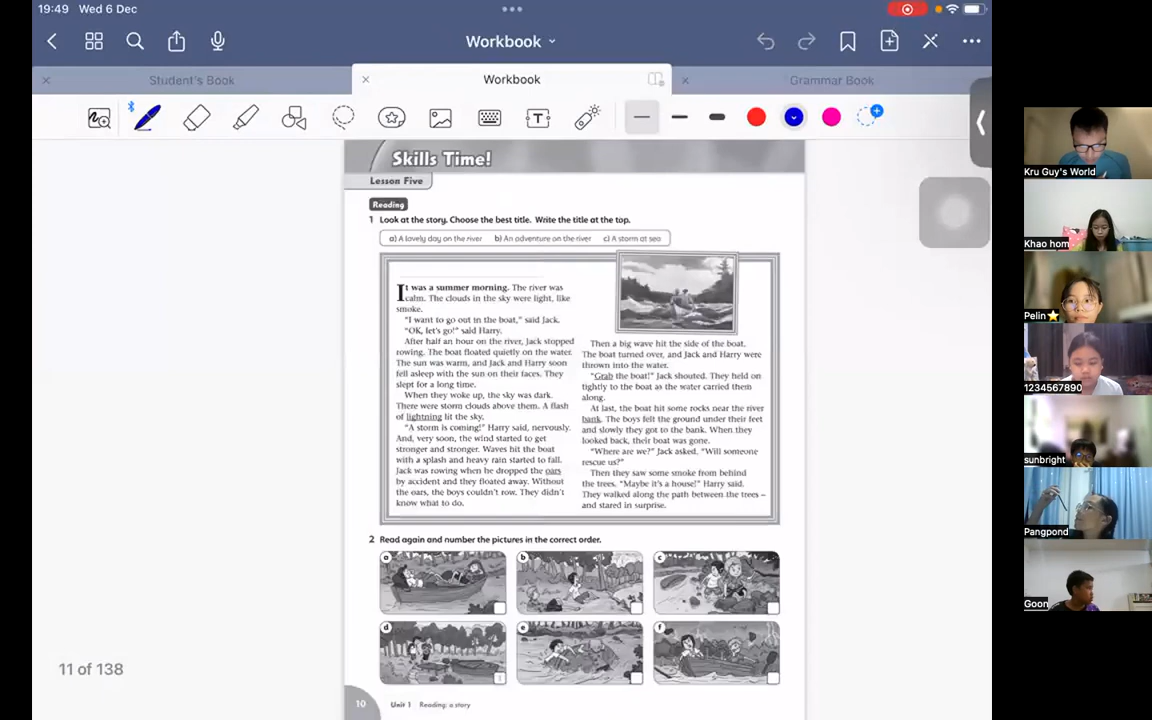 19:49 Wed 6 Dec
Workbook
Student's Book
Workbook
Grammar Book
Skills Time!
Lesson Five
Reading
1 Look at the story. Choose the best title. Write the title at the top.
a) A lovely day on the river b) An adventure on the river c) A storm at sea
It was a summer morning. The river was
calm. The clouds in the sky were light, like
smoke.
"I want to go out in the boat," said Jack.
"OK, let's go!" said Harry.
After half an hour on the river, Jack stopped
rowing. The boat floated quietly on the water.
The sun was warm, and Jack and Harry soon
fell asleep with the sun on their faces. They
slept for a long time.
When they woke up, the sky was dark.
There were storm clouds above them. A flash
of lightning lit the sky.
"A storm is coming!" Harry said, nervously.
And, very soon, the wind started to get
stronger and stronger. Waves hit the boat
with a splash and heavy rain started to fall.
Jack was rowing when he dropped the oars
by accident and they floated away. Without
the oars, the boys couldn't row. They didn't
know what to do.
Then a big wave hit the side of the boat.
The boat turned over, and Jack and Harry were
thrown into the water.
"Grab the boat!" Jack shouted. They held on
tightly to the boat as the water carried them
along.
At last, the boat hit some rocks near the river
bank. The boys felt the ground under their feet
and slowly they got to the bank. When they
looked back, their boat was gone.
"Where are we?" Jack asked. "Will someone
rescue us?"
Then they saw some smoke from behind
the trees. "Maybe it's a house!" Harry said.
They walked along the path between the trees –
and stared in surprise.
2 Read again and number the pictures in the correct order.
a
b
c
d
1
e
f
10 Unit 1 Reading: a story
11 of 138
Kru Guy's World
Khao hom
Pelin
1234567890
sunbright
Pangpond
Goon